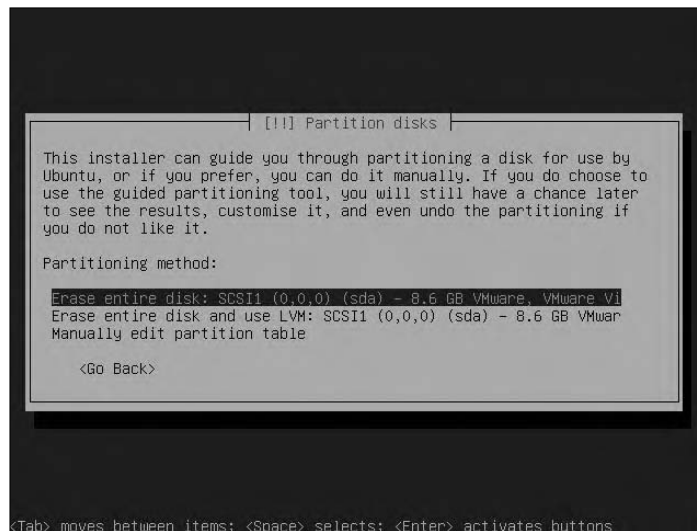 [!!] Partition disks
This installer can guide you through partitioning a disk for use by
Ubuntu, or if you prefer, you can do it manually. If you do choose to
use the guided partitioning tool, you will still have a chance later
to see the results, customise it, and even undo the partitioning if
you do not like it.
Partitioning method:
Erase entire disk: SCSI1 (0,0,0) (sda) - 8.6 GB VMware, VMware Vi
Erase entire disk and use LVM: SCSI1 (0,0,0) (sda) - 8.6 GB VMwar
Manually edit partition table
<Go Back>
<Tab> moves between items; <Space> selects; <Enter> activates buttons